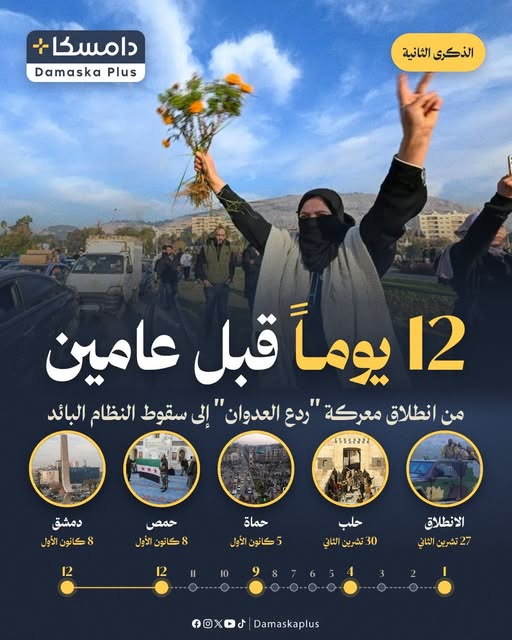 دامسكا+
Damaska Plus
الذكرى الثانية
12 يوماً قبل عامين
من انطلاق معركة "ردع العدوان" إلى سقوط النظام البائد
الانطلاق
27 تشرين الثاني
حلب
30 تشرين الثاني
حماة
5 كانون الأول
حمص
8 كانون الأول
دمشق
8 كانون الأول
1 2 3 4 5 6 7 8 9 10 11 12 12
Damaskaplus